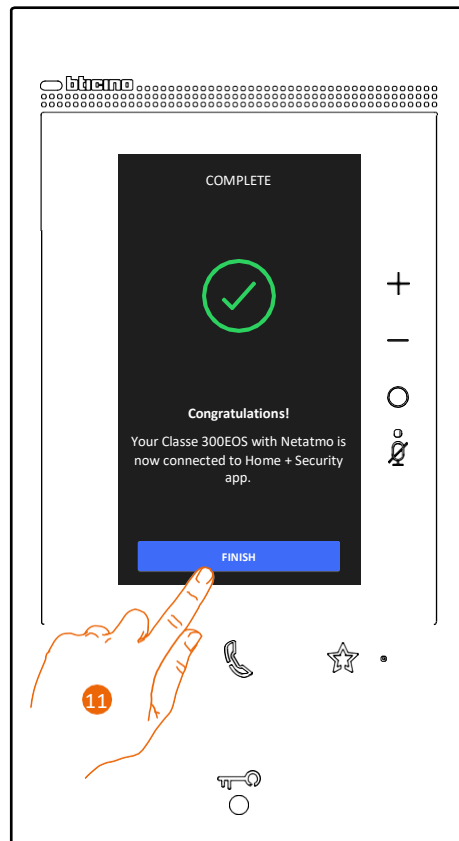 bticino
COMPLETE
Congratulations!
Your Classe 300EOS with Netatmo is
now connected to Home + Security
app.
FINISH
11